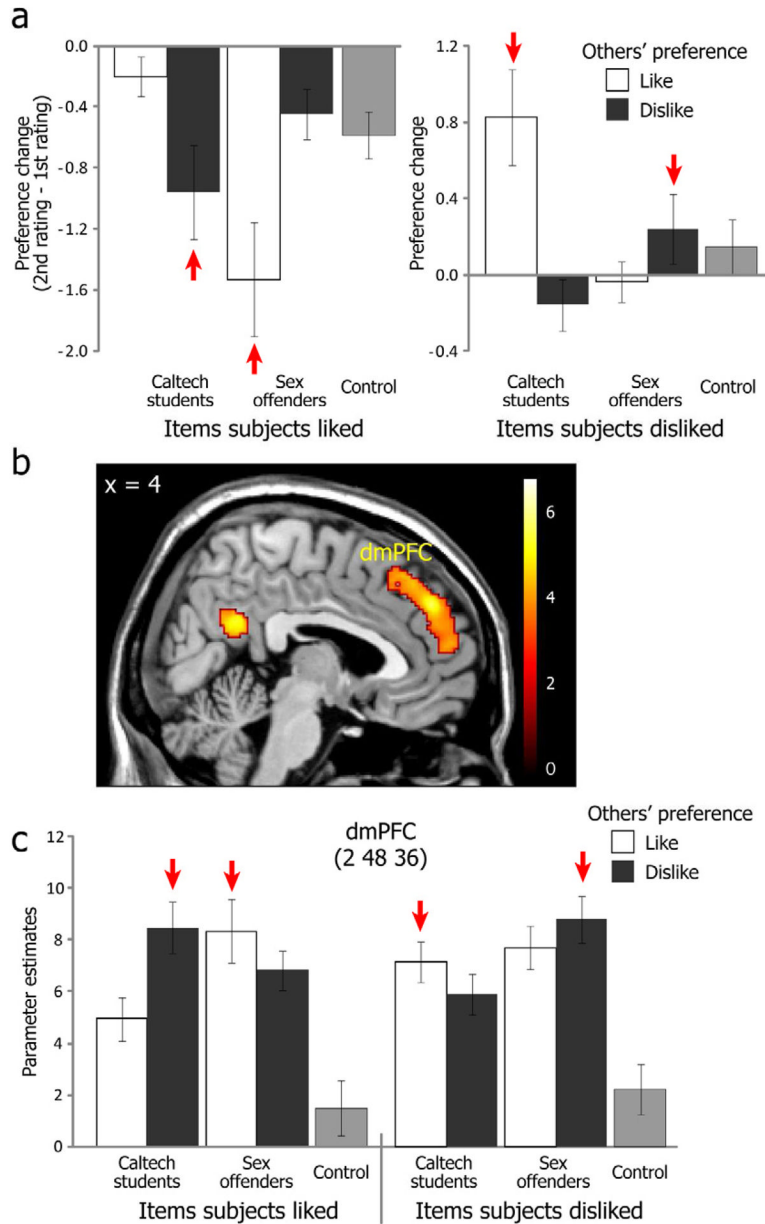 a
Others' preference
Like
Dislike
Preference change
(2nd rating - 1st rating)
0.0
-0.4
-0.8
-1.2
-1.6
-2.0
Caltech students
Sex offenders
Control
Items subjects liked
Preference change
1.2
0.8
0.4
0.0
-0.4
Caltech students
Sex offenders
Control
Items subjects disliked
b
x = 4
dmPFC
6
4
2
0
c
dmPFC
(2 48 36)
Others' preference
Like
Dislike
Parameter estimates
12
10
8
6
4
2
0
Caltech students
Sex offenders
Control
Caltech students
Sex offenders
Control
Items subjects liked
Items subjects disliked